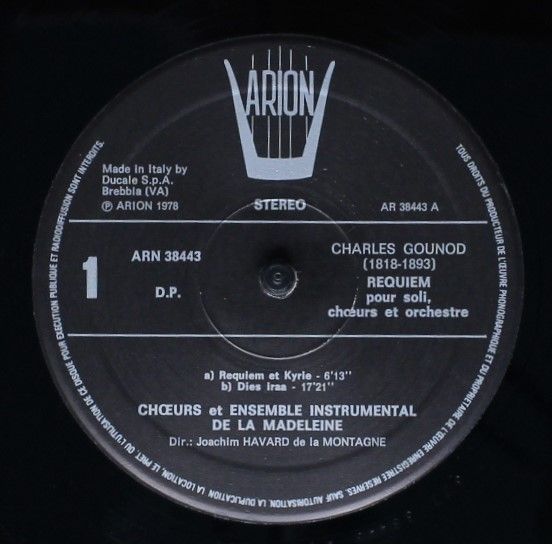 ARION
Made in Italy by
Ducale S.p.A.
Brebbia (VA)
Ⓟ ARION 1978
STEREO
AR 38443 A
1
ARN 38443
D.P.
CHARLES GOUNOD
(1818-1893)
REQUIEM
pour soli,
chœurs et orchestre
a) Requiem et Kyrie - 6'13"
b) Dies Iraa - 17'21"
CHŒURS et ENSEMBLE INSTRUMENTAL
DE LA MADELEINE
Dir.: Joachim HAVARD de la MONTAGNE
TOUS DROITS DU PRODUCTEUR DE L'ŒUVRE PHONOGRAPHIQUE ET DU PROPRIETAIRE DE L'ŒUVRE ENREGISTREE RESERVES. SAUF AUTORISATION. LA DUPLICATION. LA LOCATION. LE PRET. OU L'UTILISATION DE CE DISQUE POUR EXECUTION PUBLIQUE ET RADIODIFFUSION SONT INTERDITS.